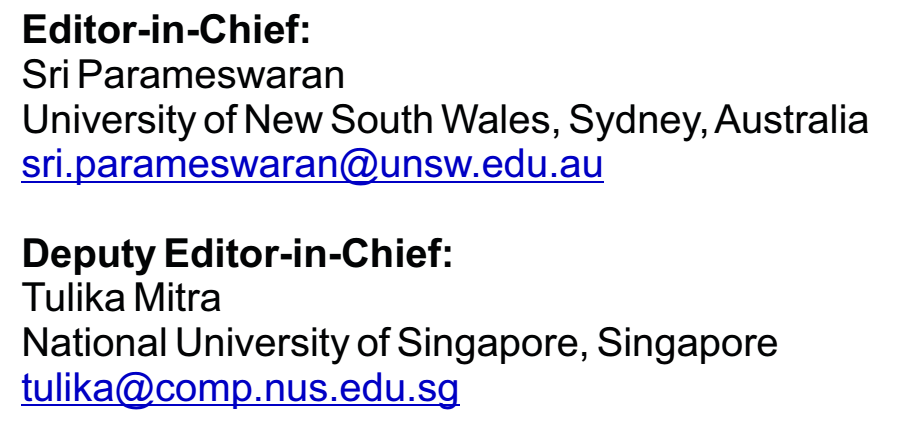 Editor-in-Chief:
Sri Parameswaran
University of New South Wales, Sydney, Australia
sri.parameswaran@unsw.edu.au
Deputy Editor-in-Chief:
Tulika Mitra
National University of Singapore, Singapore
tulika@comp.nus.edu.sg